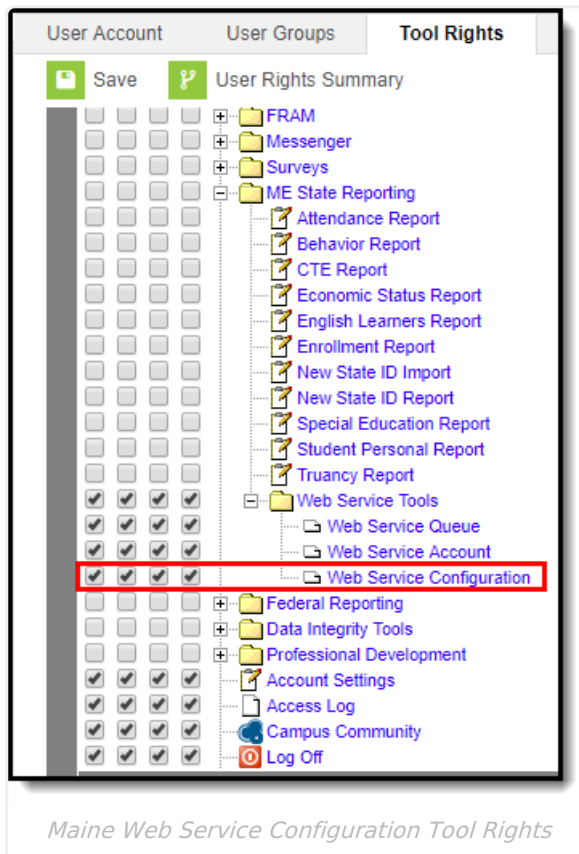 User Account User Groups Tool Rights
Save User Rights Summary
FRAM
Messenger
Surveys
ME State Reporting
Attendance Report
Behavior Report
CTE Report
Economic Status Report
English Learners Report
Enrollment Report
New State ID Import
New State ID Report
Special Education Report
Student Personal Report
Truancy Report
Web Service Tools
Web Service Queue
Web Service Account
Web Service Configuration
Federal Reporting
Data Integrity Tools
Professional Development
Account Settings
Access Log
Campus Community
Log Off
Maine Web Service Configuration Tool Rights